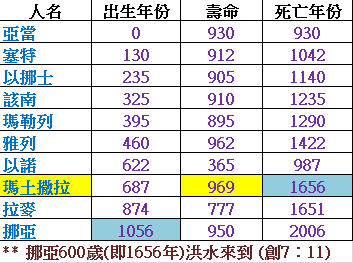 人名 出生年份 壽命 死亡年份
亞當 0 930 930
塞特 130 912 1042
以挪士 235 905 1140
該南 325 910 1235
瑪勒列 395 895 1290
雅列 460 962 1422
以諾 622 365 987
瑪土撒拉 687 969 1656
拉麥 874 777 1651
挪亞 1056 950 2006
** 挪亞600歲(即1656年)洪水來到 (創7：11)